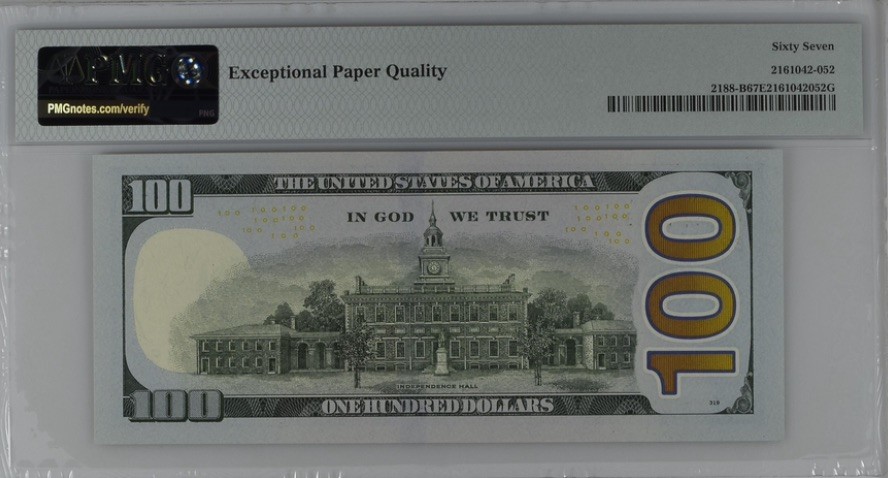 PMG
PMGnotes.com/verify
PMG
Exceptional Paper Quality
Sixty Seven
2161042-052
2188-B67E2161042052G
100
THE UNITED STATES OF AMERICA
IN GOD WE TRUST
100
INDEPENDENCE HALL
100
ONE HUNDRED DOLLARS